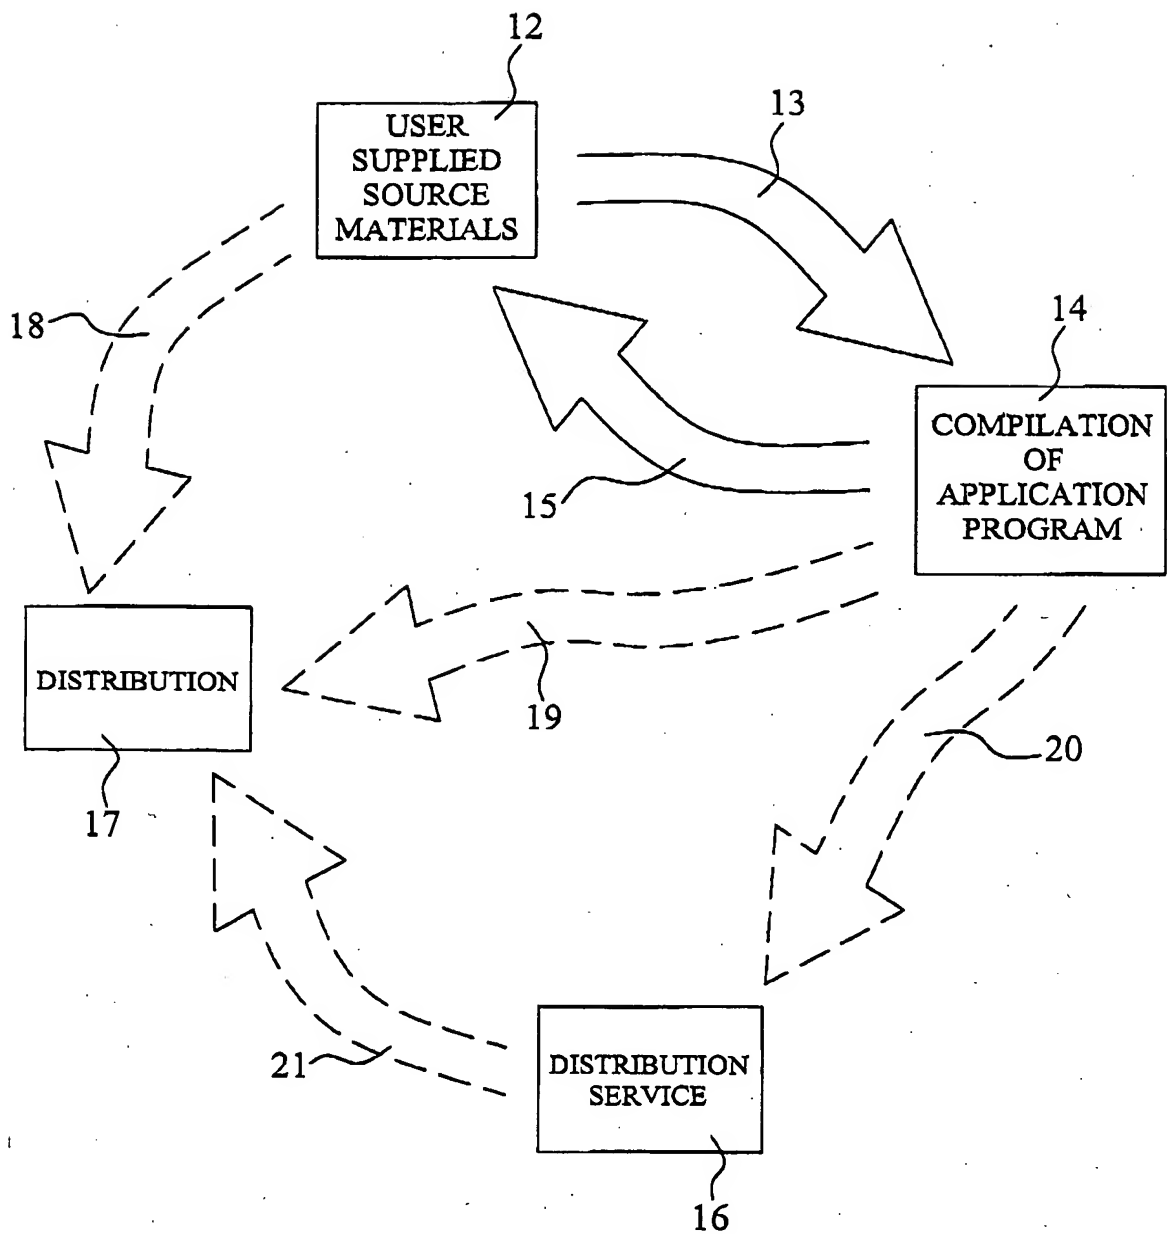 12
USER
SUPPLIED
SOURCE
MATERIALS
13
18
14
COMPILATION
OF
APPLICATION
PROGRAM
15
DISTRIBUTION
19
20
17
21
DISTRIBUTION
SERVICE
16